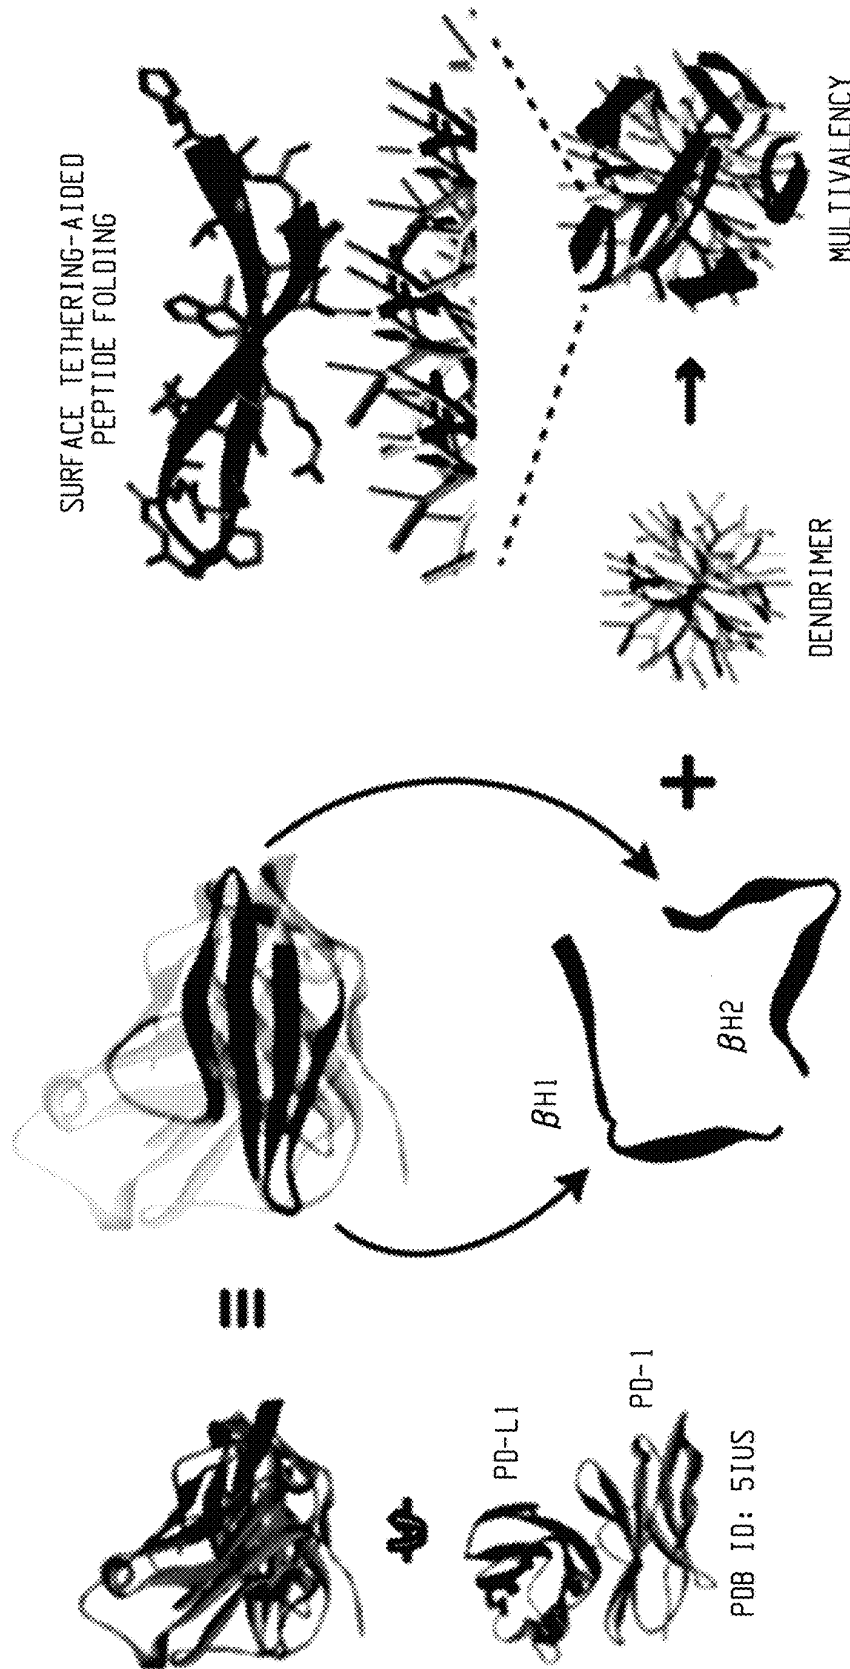 SURFACE TETHERING-AIDED
PEPTIDE FOLDING
PD-L1
PD-1
PDB ID: 5IUS
βH1
βH2
DENDRIMER
MULTIVALENCY